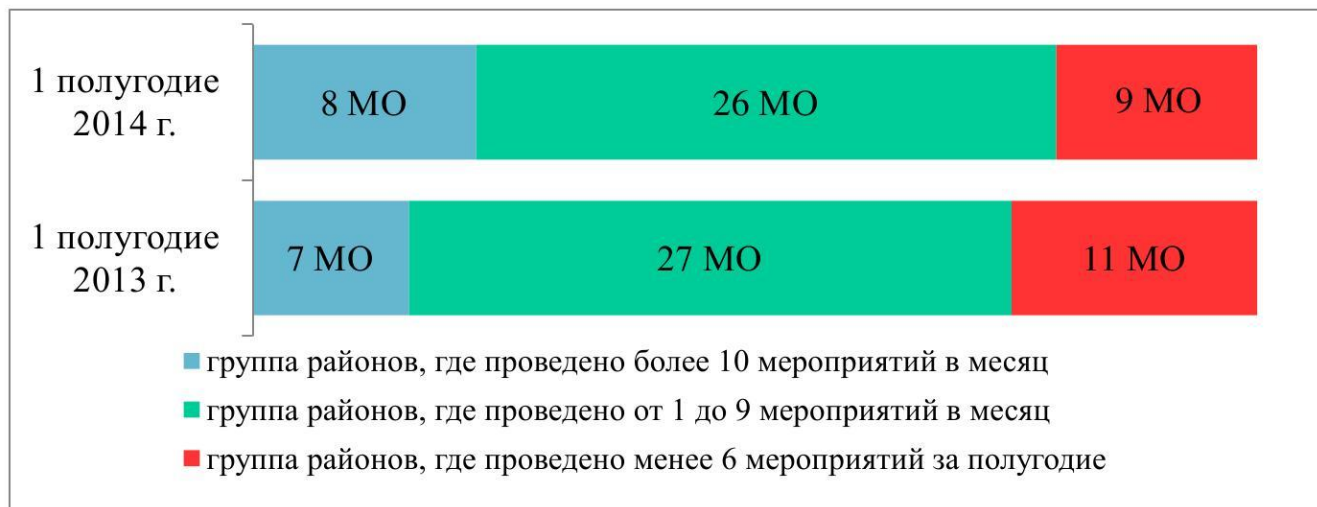 1 полугодие
2014 г.
8 МО
26 МО
9 МО
1 полугодие
2013 г.
7 МО
27 МО
11 МО
группа районов, где проведено более 10 мероприятий в месяц
группа районов, где проведено от 1 до 9 мероприятий в месяц
группа районов, где проведено менее 6 мероприятий за полугодие